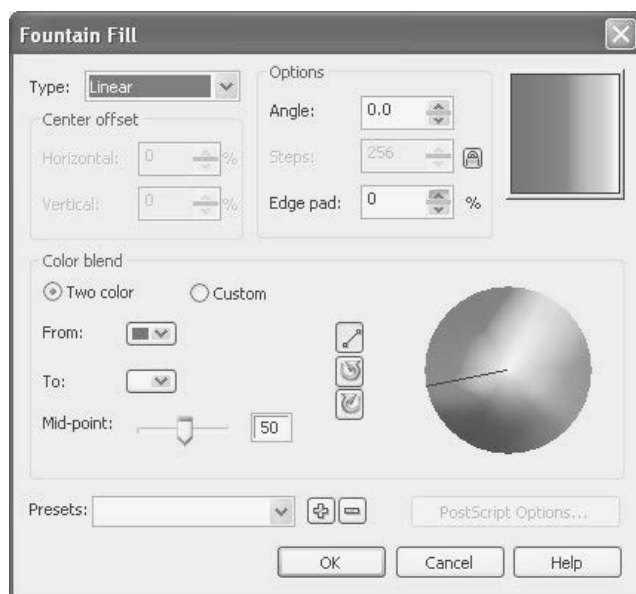 Fountain Fill
Type: Linear
Options
Angle: 0.0
Steps: 256
Edge pad: 0 %
Center offset
Horizontal: 0 %
Vertical: 0 %
Color blend
Two color Custom
From:
To:
Mid-point: 50
Presets:
PostScript Options...
OK Cancel Help